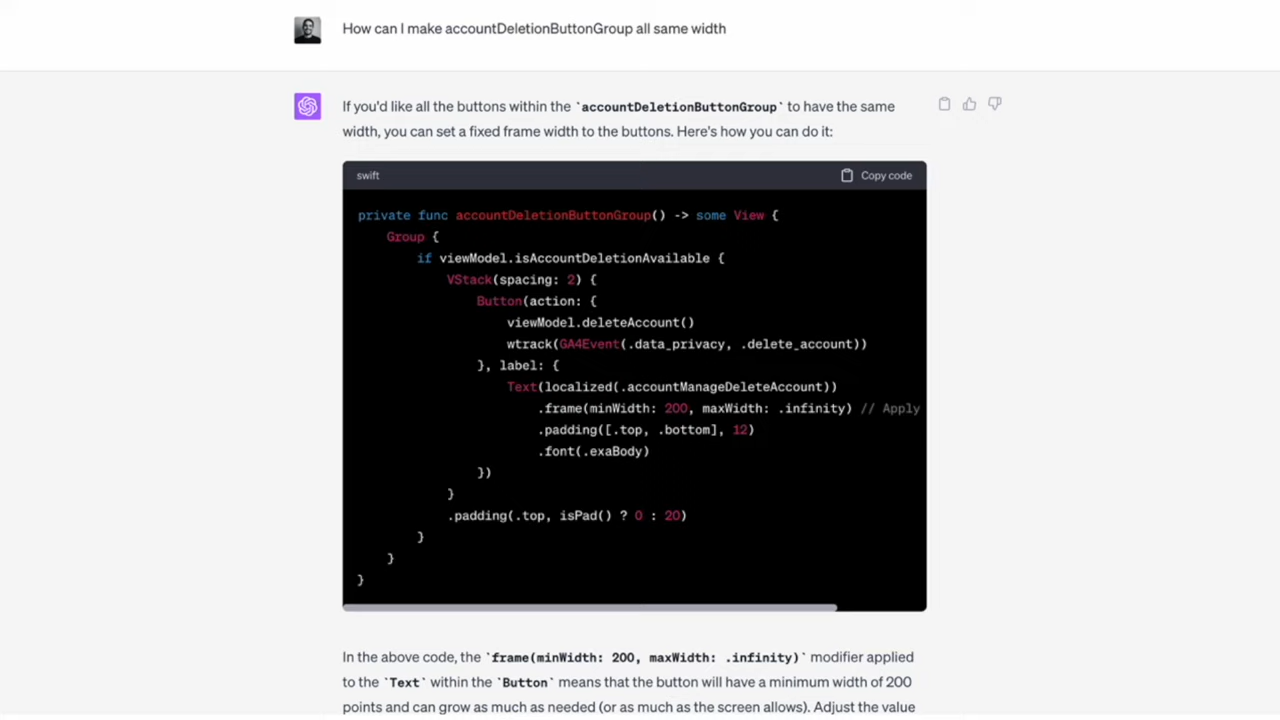 How can I make accountDeletionButtonGroup all same width
If you'd like all the buttons within the `accountDeletionButtonGroup` to have the same
width, you can set a fixed frame width to the buttons. Here's how you can do it:
swift Copy code
private func accountDeletionButtonGroup() -> some View {
    Group {
        if viewModel.isAccountDeletionAvailable {
            VStack(spacing: 2) {
                Button(action: {
                    viewModel.deleteAccount()
                    wtrack(GA4Event(.data_privacy, .delete_account))
                }, label: {
                    Text(localized(.accountManageDeleteAccount))
                        .frame(minWidth: 200, maxWidth: .infinity) // Apply
                        .padding([.top, .bottom], 12)
                        .font(.exaBody)
                })
            }
            .padding(.top, isPad() ? 0 : 20)
        }
    }
}
In the above code, the `frame(minWidth: 200, maxWidth: .infinity)` modifier applied
to the `Text` within the `Button` means that the button will have a minimum width of 200
points and can grow as much as needed (or as much as the screen allows). Adjust the value